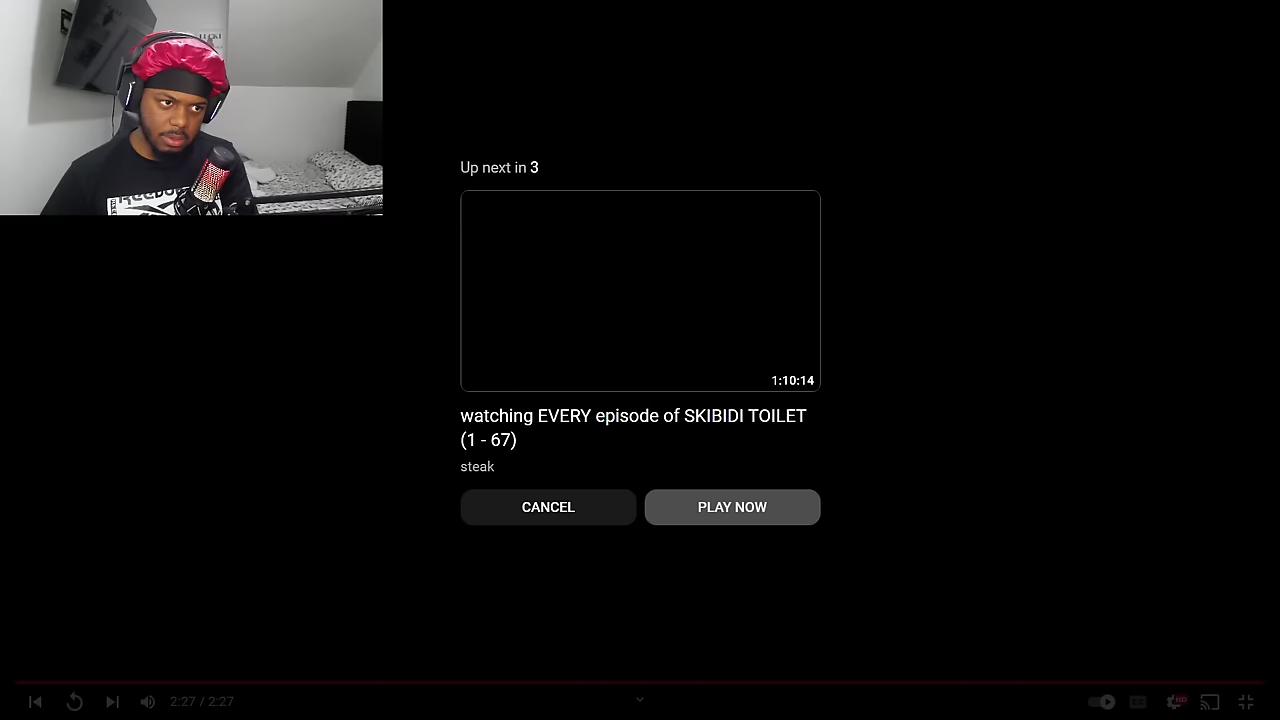 Up next in 3
1:10:14
watching EVERY episode of SKIBIDI TOILET
(1 - 67)
steak
CANCEL
PLAY NOW
2:27 / 2:27
HD